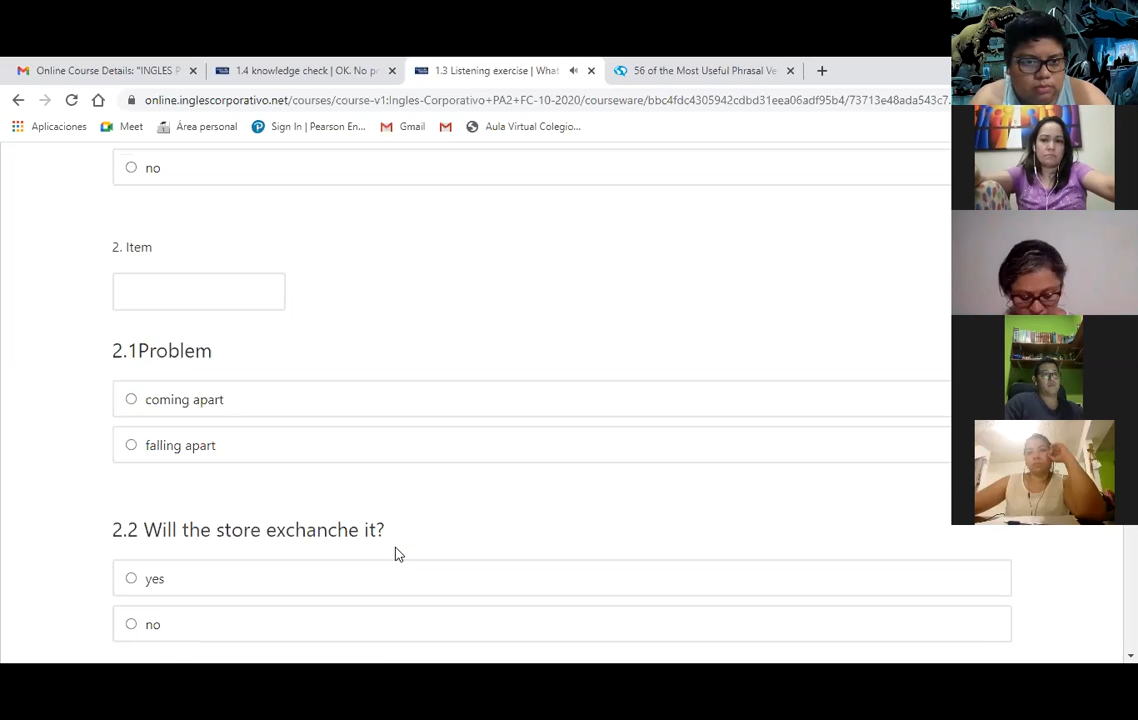 Online Course Details: "INGLES P
1.4 knowledge check | OK. No pr
1.3 Listening exercise | What
56 of the Most Useful Phrasal Ve
online.inglescorporativo.net/courses/course-v1:Ingles-Corporativo+PA2+FC-10-2020/courseware/bbc4fdc4305942cdbd31eea06adf95b4/73713e48ada543c7.
Aplicaciones
Meet
Área personal
Sign In | Pearson En...
Gmail
Aula Virtual Colegio...
no
2. Item
2.1Problem
coming apart
falling apart
2.2 Will the store exchanche it?
yes
no